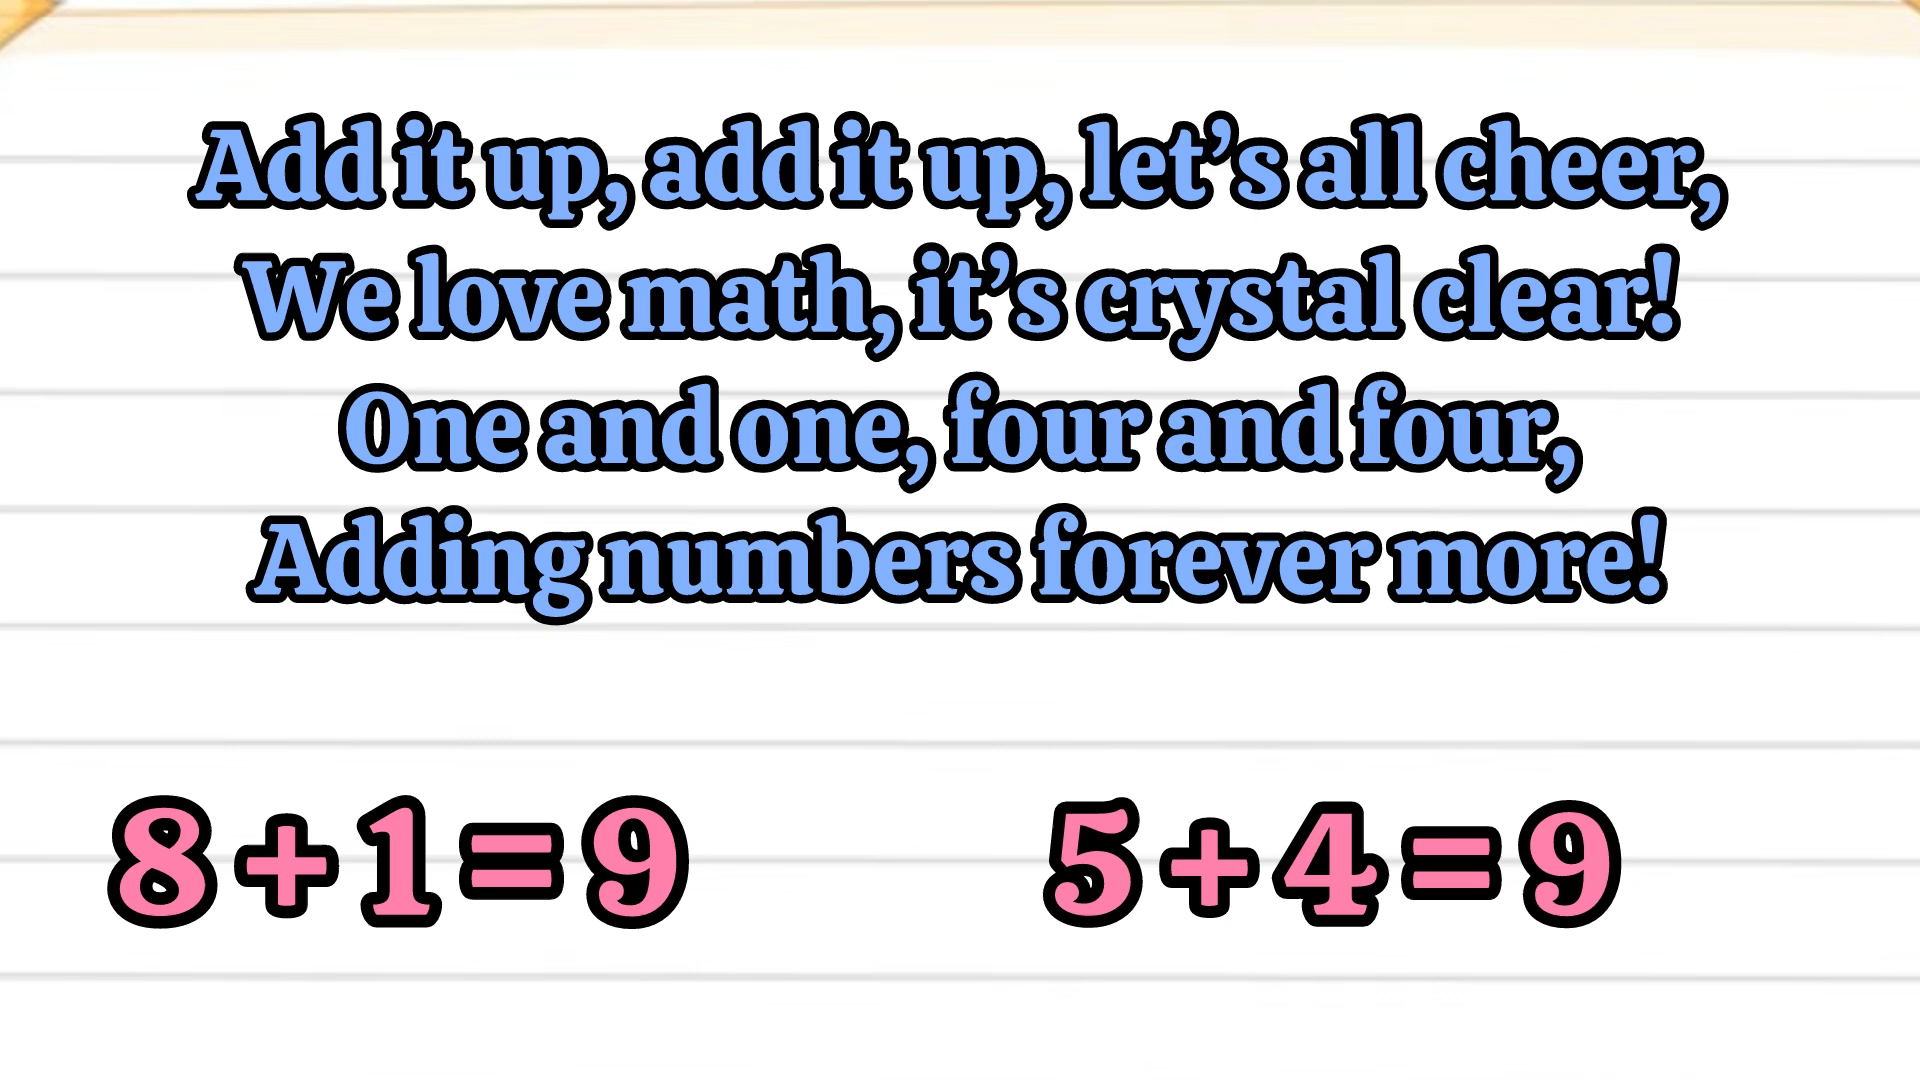 Add it up, add it up, let’s all cheer,
We love math, it’s crystal clear!
One and one, four and four,
Adding numbers forever more!
8+1=9
5+4=9